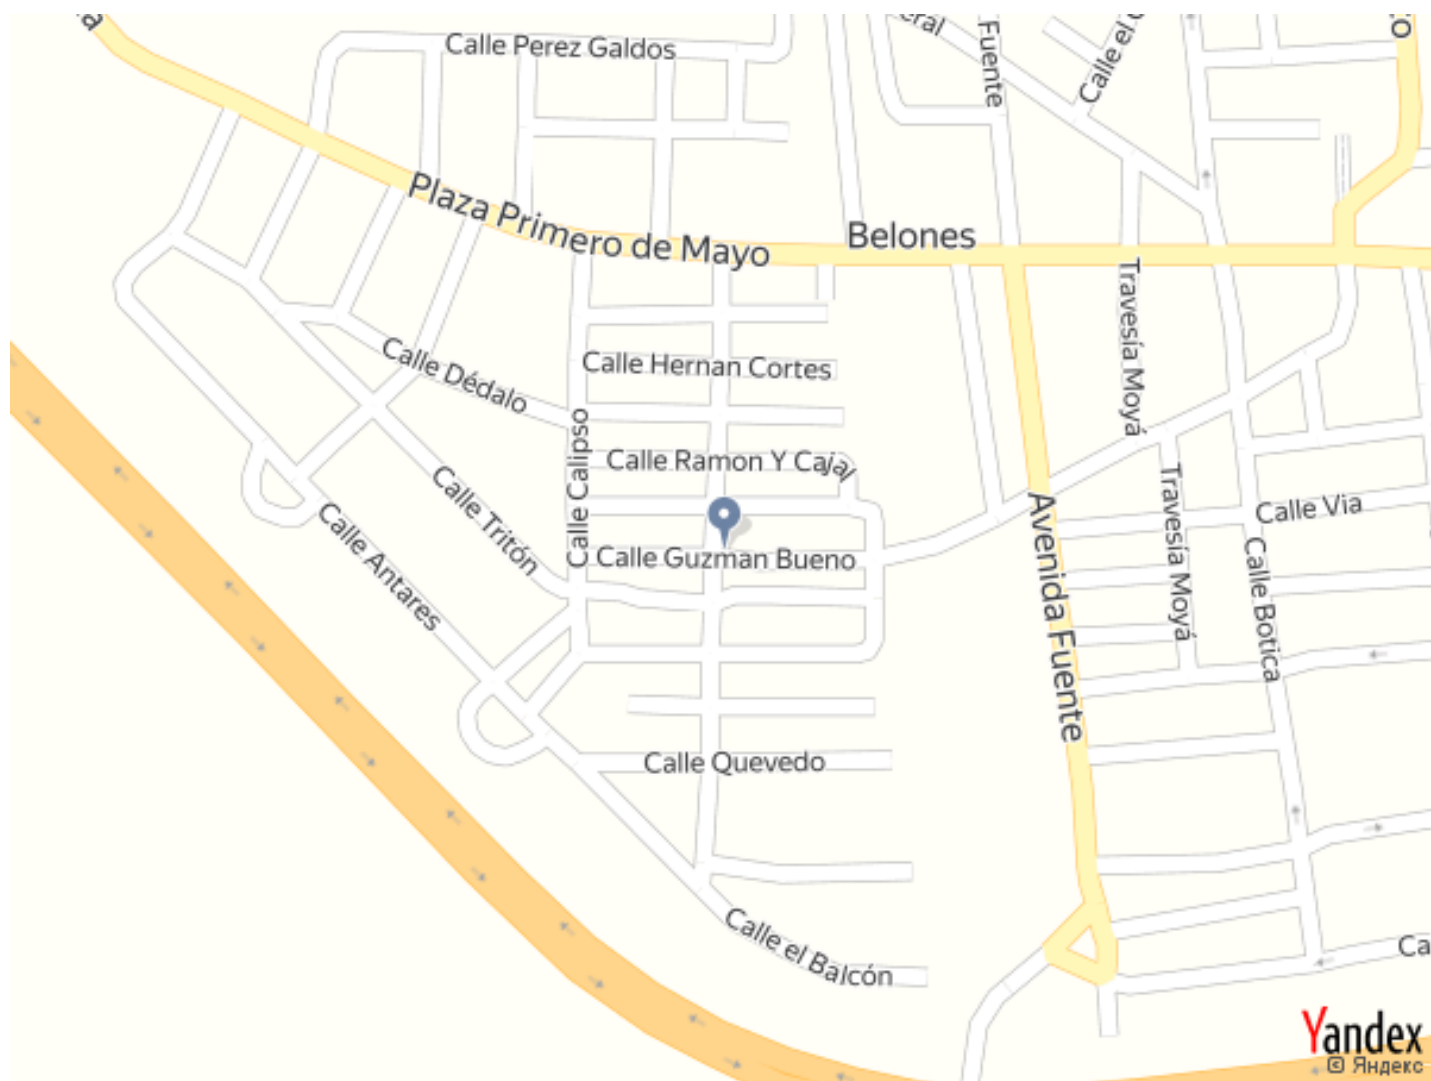 Calle Perez Galdos
Fuente
Plaza Primero de Mayo
Belones
Travesía Moyá
Calle Hernan Cortes
Calle Dédalo
Calle Calipso
Calle Ramon Y Cajal
Calle Tritón
Calle Antares
Calle Guzman Bueno
Avenida Fuente
Travesía Moyá
Calle Via
Calle Botica
Calle Quevedo
Calle el Balcón
Ca
Yandex
© Яндекс